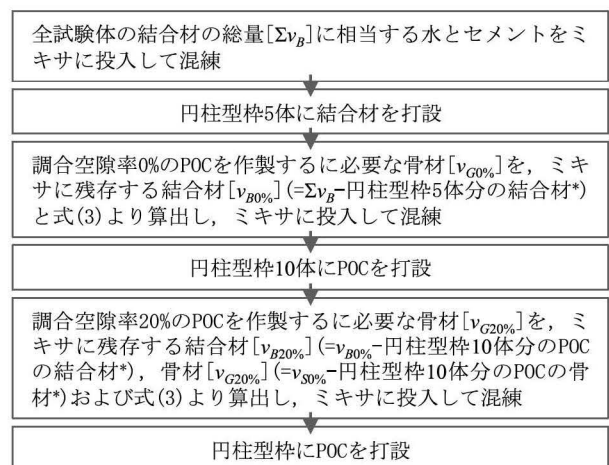 全試験体の結合材の総量[ΣvB]に相当する水とセメントをミ
キサに投入して混練
円柱型枠5体に結合材を打設
調合空隙率0%のPOCを作製するに必要な骨材[vG0%]を，ミキ
サに残存する結合材[vB0%](=ΣvB−円柱型枠5体分の結合材*)
と式(3)より算出し，ミキサに投入して混練
円柱型枠10体にPOCを打設
調合空隙率20%のPOCを作製するに必要な骨材[vG20%]を，ミ
キサに残存する結合材[vB20%](=vB0%−円柱型枠10体分のPOC
の結合材*)，骨材[vG20%](=vS0%−円柱型枠10体分のPOCの骨
材*)および式(3)より算出し，ミキサに投入して混練
円柱型枠にPOCを打設